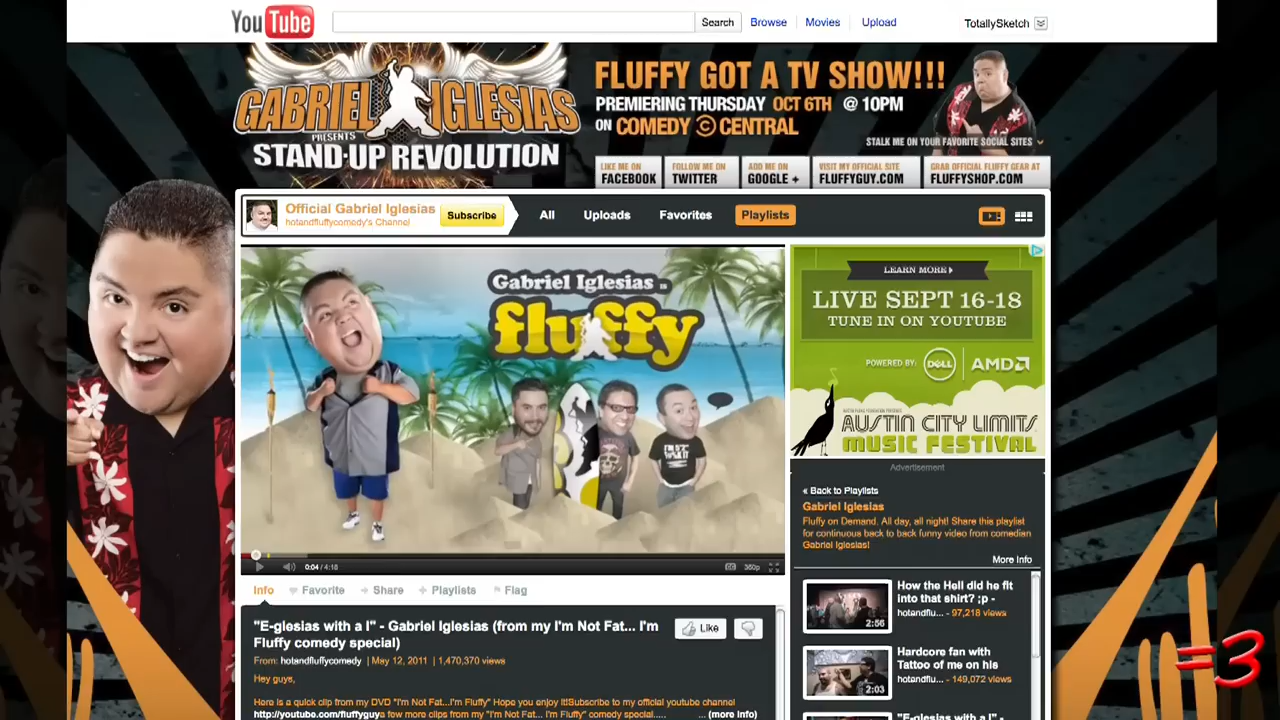 YouTube
Search
Browse
Movies
Upload
TotallySketch
GABRIEL IGLESIAS
PRESENTS
STAND-UP REVOLUTION
FLUFFY GOT A TV SHOW!!!
PREMIERING THURSDAY OCT 6TH @ 10PM
ON COMEDY CENTRAL
STALK ME ON YOUR FAVORITE SOCIAL SITES
LIKE ME ON
FACEBOOK
FOLLOW ME ON
TWITTER
ADD ME ON
GOOGLE +
VISIT MY OFFICIAL SITE
FLUFFYGUY.COM
GRAB OFFICIAL FLUFFY GEAR AT
FLUFFYSHOP.COM
Official Gabriel Iglesias
hotandfluffycomedy's Channel
Subscribe
All
Uploads
Favorites
Playlists
Gabriel Iglesias is
fluffy
LEARN MORE
LIVE SEPT 16-18
TUNE IN ON YOUTUBE
POWERED BY: DELL AMD
AUSTIN CITY LIMITS
MUSIC FESTIVAL
Advertisement
« Back to Playlists
Gabriel Iglesias
Fluffy on Demand. All day, all night! Share this playlist
for continuous back to back funny video from comedian
Gabriel Iglesias!
More Info
0:04 / 4:18
360p
Info
Favorite
Share
Playlists
Flag
"E-glesias with a I" - Gabriel Iglesias (from my I'm Not Fat... I'm
Fluffy comedy special)
Like
From: hotandfluffycomedy | May 12, 2011 | 1,470,370 views
Hey guys,
Here is a quick clip from my DVD "I'm Not Fat...I'm Fluffy" Hope you enjoy it!Subscribe to my official youtube channel
http://youtube.com/fluffyguya few more clips from my "I'm Not Fat... I'm Fluffy" comedy special.... ... (more info)
How the Hell did he fit
into that shirt? ;p -
hotandflu... - 97,218 views
2:56
Hardcore fan with
Tattoo of me on his
hotandflu... - 149,072 views
2:03
"E-glesias with a I" -
=3